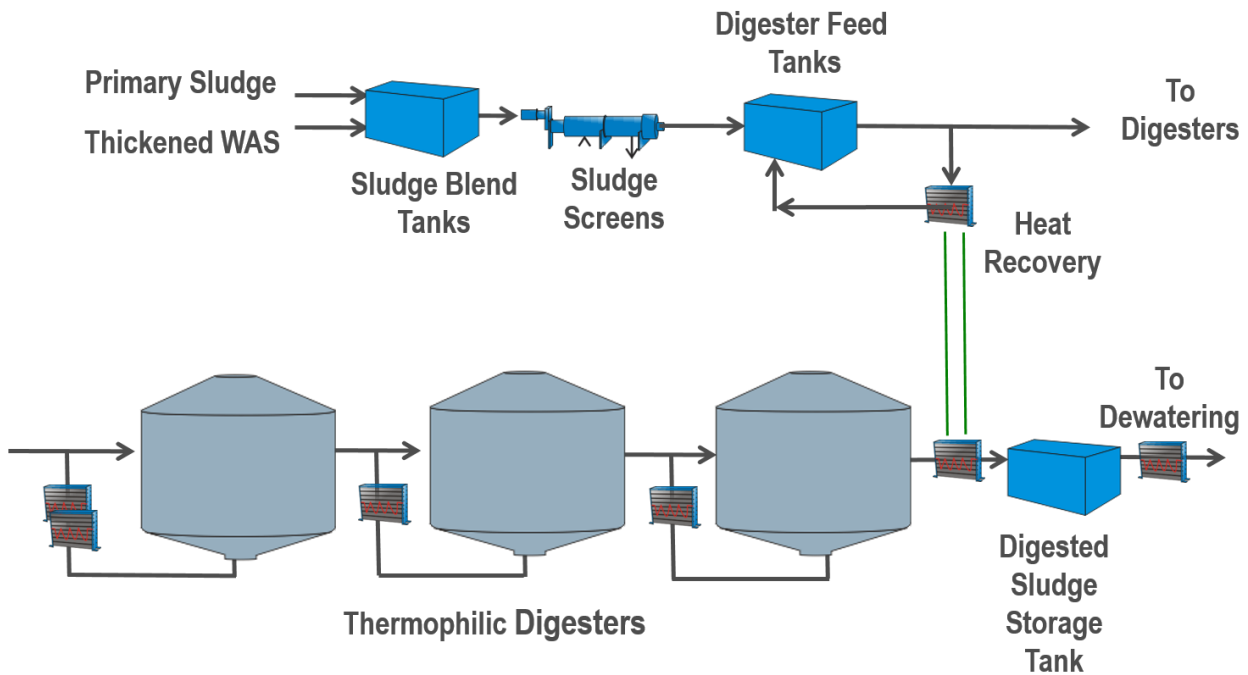 Primary Sludge
Thickened WAS
Sludge Blend
Tanks
Sludge
Screens
Digester Feed
Tanks
To
Digesters
Heat
Recovery
Thermophilic Digesters
To
Dewatering
Digested
Sludge
Storage
Tank